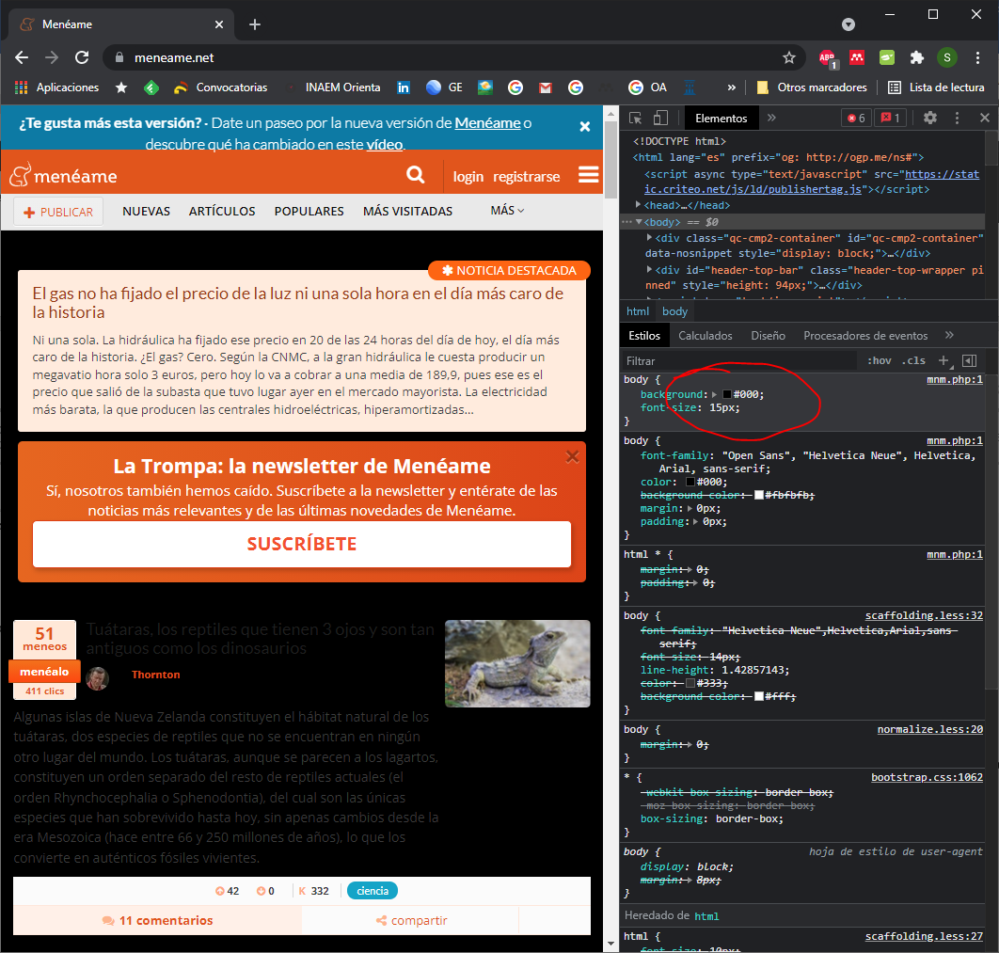 Menéame
meneame.net
ABP
1
S
Aplicaciones
Convocatorias
INAEM Orienta
in
GE
OA
»
Otros marcadores
Lista de lectura
¿Te gusta más esta versión? - Date un paseo por la nueva versión de Menéame o
descubre qué ha cambiado en este vídeo.
menéame
login registrarse
PUBLICAR
NUEVAS
ARTÍCULOS
POPULARES
MÁS VISITADAS
MÁS
NOTICIA DESTACADA
El gas no ha fijado el precio de la luz ni una sola hora en el día más caro de
la historia
Ni una sola. La hidráulica ha fijado ese precio en 20 de las 24 horas del día de hoy, el día más
caro de la historia. ¿El gas? Cero. Según la CNMC, a la gran hidráulica le cuesta producir un
megavatio hora solo 3 euros, pero hoy lo va a cobrar a una media de 189,9, pues ese es el
precio que salió de la subasta que tuvo lugar ayer en el mercado mayorista. La electricidad
más barata, la que producen las centrales hidroeléctricas, hiperamortizadas...
La Trompa: la newsletter de Menéame
Sí, nosotros también hemos caído. Suscríbete a la newsletter y entérate de las
noticias más relevantes y de las últimas novedades de Menéame.
SUSCRÍBETE
51
meneos
menéalo
411 clics
Tuátaras, los reptiles que tienen 3 ojos y son tan
antiguos como los dinosaurios
Thornton
Algunas islas de Nueva Zelanda constituyen el hábitat natural de los
tuátaras, dos especies de reptiles que no se encuentran en ningún
otro lugar del mundo. Los tuátaras, aunque se parecen a los lagartos,
constituyen un orden separado del resto de reptiles actuales (el
orden Rhynchocephalia o Sphenodontia), del cual son las únicas
especies que han sobrevivido hasta hoy, sin apenas cambios desde la
era Mesozoica (hace entre 66 y 250 millones de años), lo que los
convierte en auténticos fósiles vivientes.
42
0
K 332
ciencia
11 comentarios
compartir
Elementos
»
6
1
<!DOCTYPE html>
<html lang="es" prefix="og: http://ogp.me/ns#">
<script async type="text/javascript" src="https://stat
ic.criteo.net/js/ld/publishertag.js"></script>
<head>…</head>
<body> == $0
<div class="qc-cmp2-container" id="qc-cmp2-container"
data-nosnippet style="display: block;">…</div>
<div id="header-top-bar" class="header-top-wrapper pi
nned" style="height: 94px;">…</div>
html body
Estilos
Calculados
Diseño
Procesadores de eventos
»
Filtrar
:hov .cls +
body { mnm.php:1
background: #000;
font-size: 15px;
}
body { mnm.php:1
font-family: "Open Sans", "Helvetica Neue", Helvetica,
Arial, sans-serif;
color: #000;
background-color: #fbfbfb;
margin: 0px;
padding: 0px;
}
html * { mnm.php:1
margin: 0;
padding: 0;
}
body { scaffolding.less:32
font-family: "Helvetica Neue",Helvetica,Arial,sans-
serif;
font-size: 14px;
line-height: 1.42857143;
color: #333;
background-color: #fff;
}
body { normalize.less:20
margin: 0;
}
* { bootstrap.css:1062
-webkit-box-sizing: border-box;
-moz-box-sizing: border-box;
box-sizing: border-box;
}
body { hoja de estilo de user-agent
display: block;
margin: 8px;
}
Heredado de html
html { scaffolding.less:27
font-size: 10px;